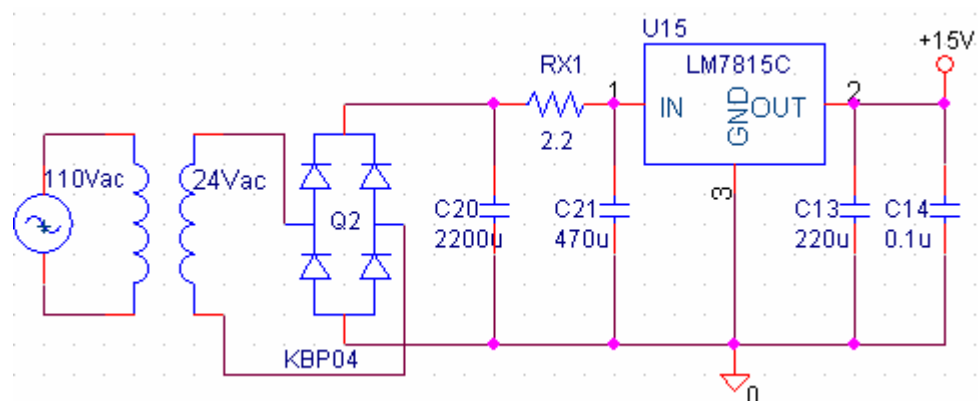 U15
+15V
RX1
LM7815C
1
2
IN
GND
OUT
2.2
110Vac
24Vac
3
Q2
C20
2200u
C21
470u
C13
220u
C14
0.1u
KBP04
0